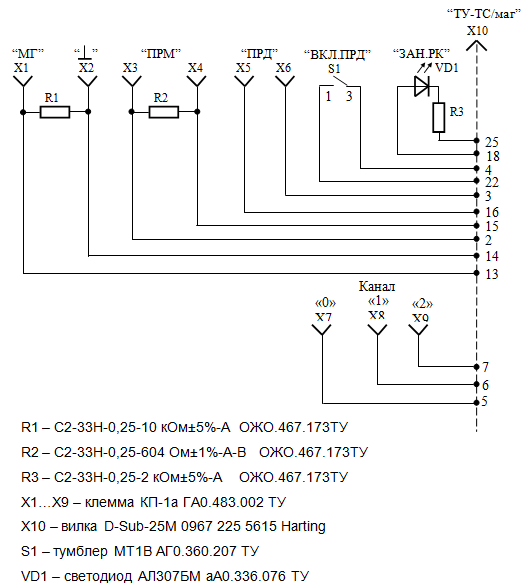 “ТУ-ТС/маг”
X10
“МГ” “⊥” “ПРМ” “ПРД” “ВКЛ.ПРД” “ЗАН.РК”
X1 X2 X3 X4 X5 X6 S1 VD1
R1 R2 1 3 R3
25
18
4
22
3
16
15
2
14
13
Канал
«0» «1» «2»
X7 X8 X9
7
6
5
R1 – С2-33Н-0,25-10 кОм±5%-А ОЖО.467.173ТУ
R2 – С2-33Н-0,25-604 Ом±1%-А-В ОЖО.467.173ТУ
R3 – С2-33Н-0,25-2 кОм±5%-А ОЖО.467.173ТУ
X1…X9 – клемма КП-1а ГА0.483.002 ТУ
X10 – вилка D-Sub-25M 0967 225 5615 Harting
S1 – тумблер МТ1В АГ0.360.207 ТУ
VD1 – светодиод АЛ307БМ аА0.336.076 ТУ